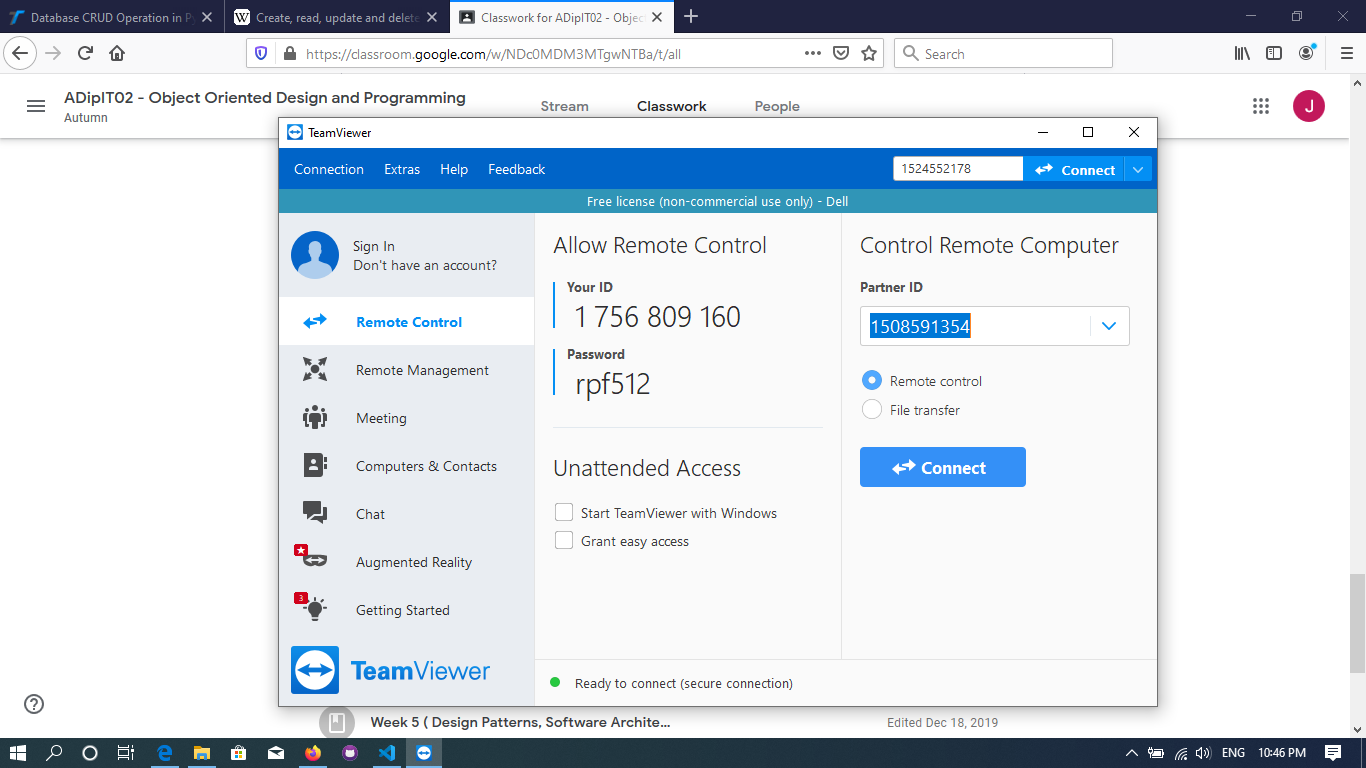 Database CRUD Operation in Py
Create, read, update and delete
Classwork for ADipIT02 - Objec
https://classroom.google.com/w/NDc0MDM3MTgwNTBa/t/all
Search
ADipIT02 - Object Oriented Design and Programming
Autumn
Stream
Classwork
People
J
TeamViewer
Connection
Extras
Help
Feedback
1524552178
Connect
Free license (non-commercial use only) - Dell
Sign In
Don't have an account?
Remote Control
Remote Management
Meeting
Computers & Contacts
Chat
Augmented Reality
3
Getting Started
TeamViewer
Allow Remote Control
Your ID
1 756 809 160
Password
rpf512
Unattended Access
Start TeamViewer with Windows
Grant easy access
Control Remote Computer
Partner ID
1508591354
Remote control
File transfer
Connect
Ready to connect (secure connection)
Week 5 ( Design Patterns, Software Archite...
Edited Dec 18, 2019
ENG
10:46 PM